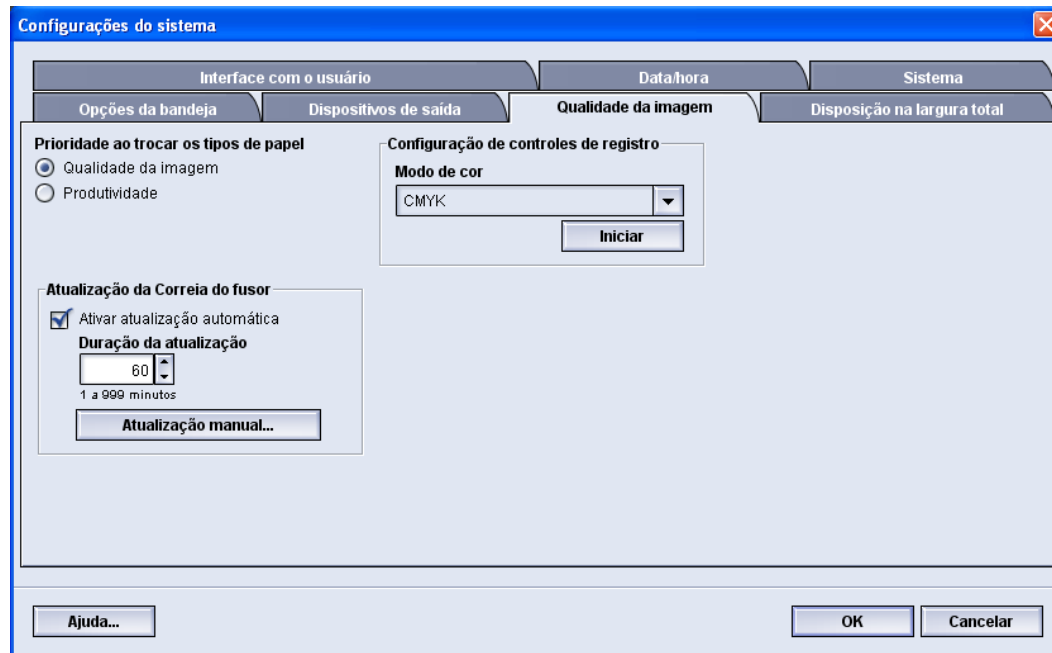 Configurações do sistema
Interface com o usuário
Data/hora
Sistema
Opções da bandeja
Dispositivos de saída
Qualidade da imagem
Disposição na largura total
Prioridade ao trocar os tipos de papel
Qualidade da imagem
Produtividade
Configuração de controles de registro
Modo de cor
CMYK
Iniciar
Atualização da Correia do fusor
Ativar atualização automática
Duração da atualização
60
1 a 999 minutos
Atualização manual...
Ajuda...
OK
Cancelar